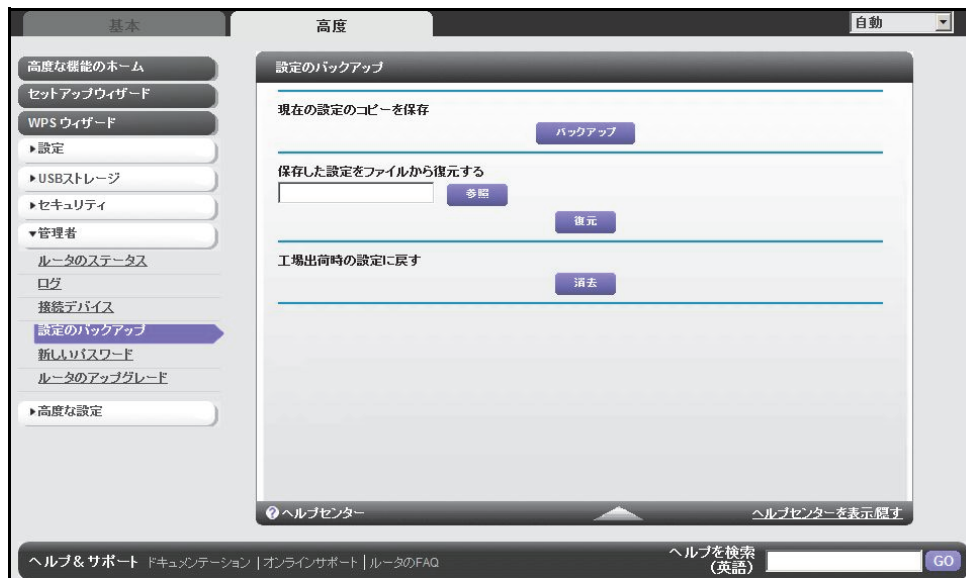 基本
高度
自動
高度な機能のホーム
セットアップウィザード
WPS ウィザード
▶設定
▶USBストレージ
▶セキュリティ
▼管理者
ルータのステータス
ログ
接続デバイス
設定のバックアップ
新しいパスワード
ルータのアップグレード
▶高度な設定
設定のバックアップ
現在の設定のコピーを保存
バックアップ
保存した設定をファイルから復元する
参照
復元
工場出荷時の設定に戻す
消去
ヘルプセンター
ヘルプセンターを表示/隠す
ヘルプ & サポート ドキュメンテーション | オンラインサポート | ルータのFAQ
ヘルプを検索
(英語)
GO